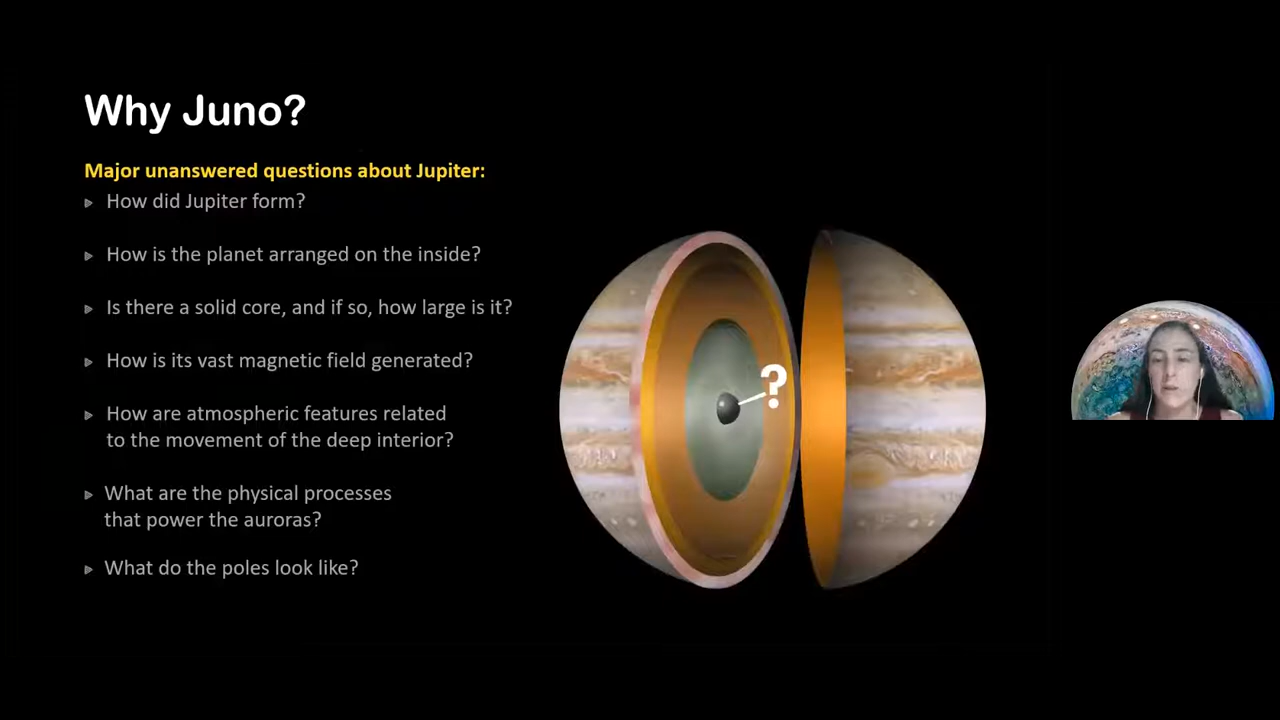 Why Juno?
Major unanswered questions about Jupiter:
How did Jupiter form?
How is the planet arranged on the inside?
Is there a solid core, and if so, how large is it?
How is its vast magnetic field generated?
How are atmospheric features related
to the movement of the deep interior?
What are the physical processes
that power the auroras?
What do the poles look like?
?